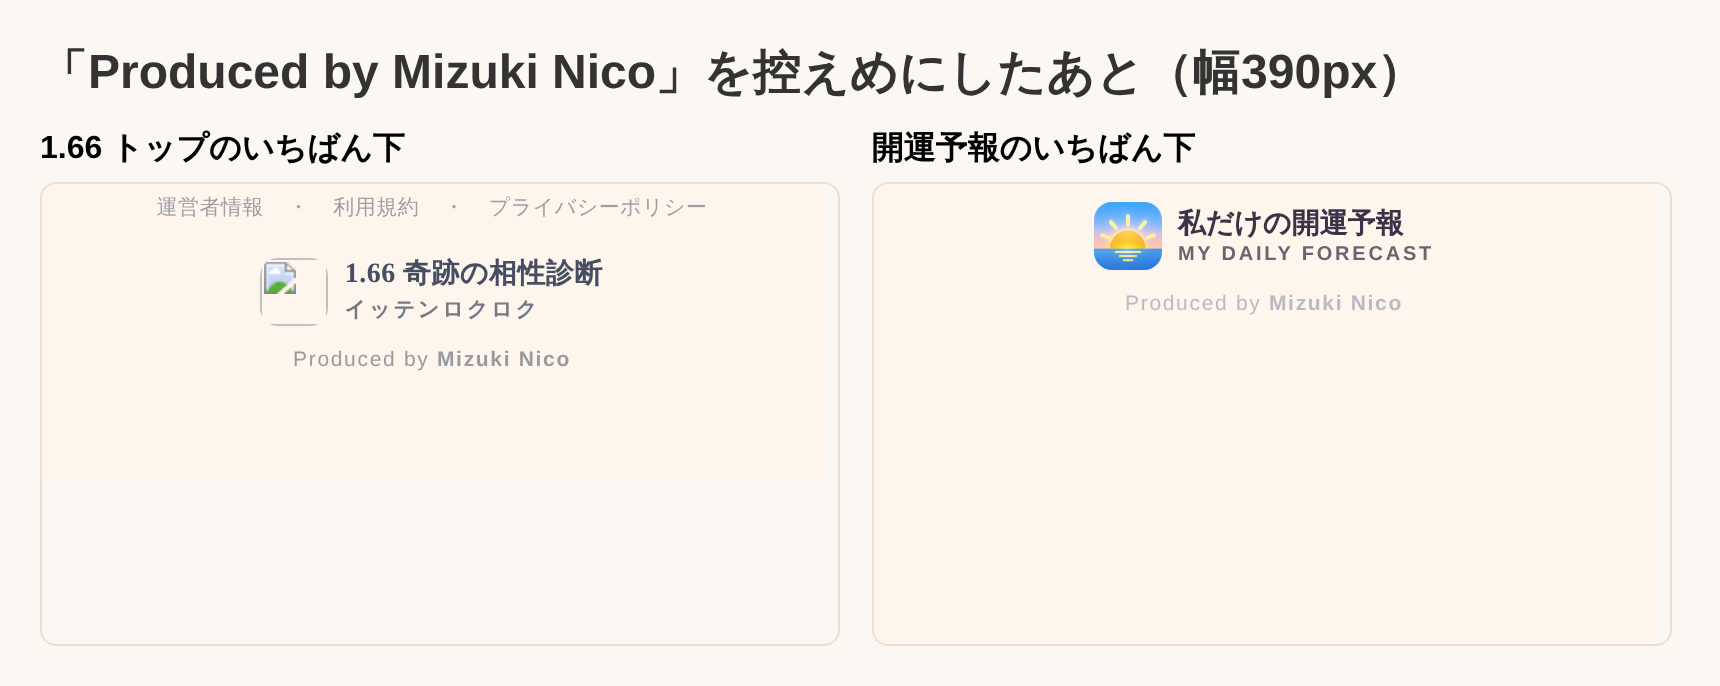 「Produced by Mizuki Nico」を控えめにしたあと（幅390px）
1.66 トップのいちばん下
運営者情報 ・ 利用規約 ・ プライバシーポリシー
1.66 奇跡の相性診断
イッテンロクロク
Produced by Mizuki Nico
開運予報のいちばん下
私だけの開運予報
MY DAILY FORECAST
Produced by Mizuki Nico